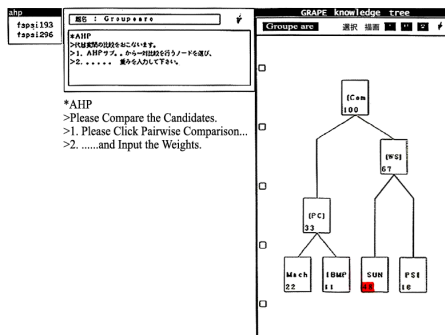 ahp
fspsi193
fspsi296
題名 : Groupeare
*AHP
>代替案間の比較をおこないます。
>1. AHPサブ。。から一対比較を行うノードを選び、
>2. ...... 重みを入力して下さい。
*AHP
>Please Compare the Candidates.
>1. Please Click Pairwise Comparison...
>2. ......and Input the Weights.
GRAPE knowledge tree
Groupe are 選択 描画
[Com
100
[WS]
67
[PC]
33
Mach
22
IBMP
11
SUN
PSI
16